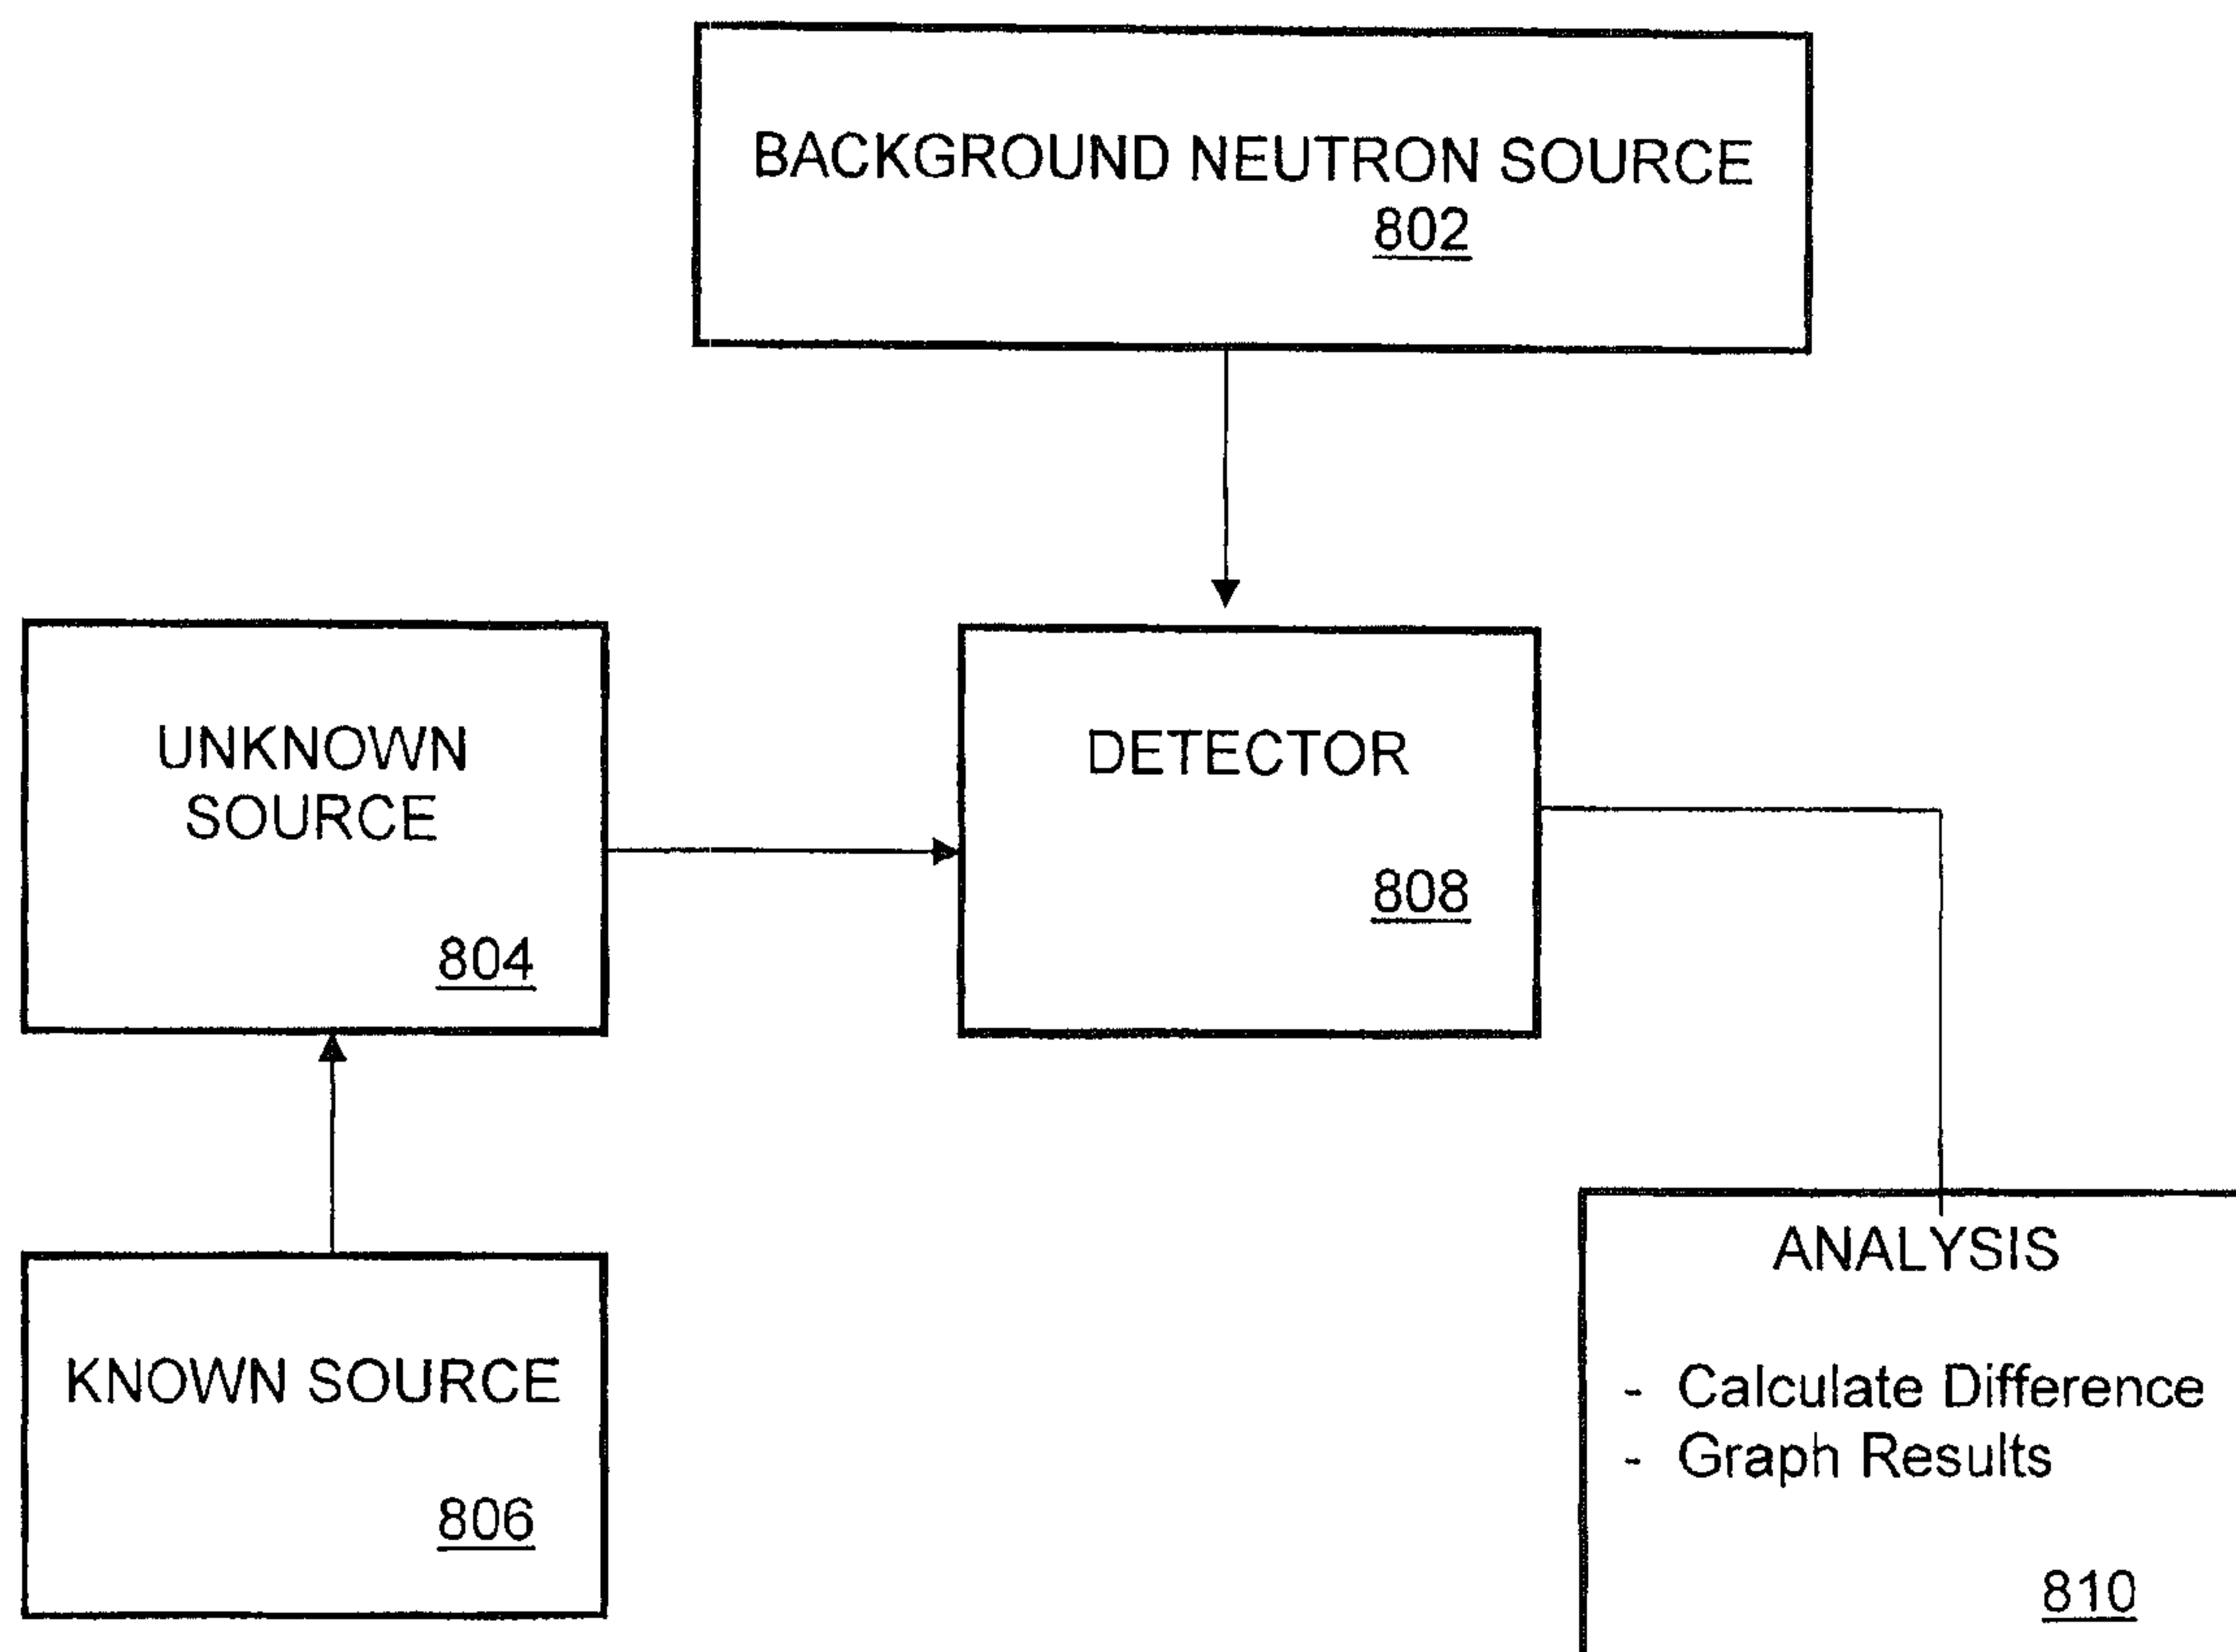 BACKGROUND NEUTRON SOURCE
802
UNKNOWN
SOURCE
804
DETECTOR
808
KNOWN SOURCE
806
ANALYSIS
- Calculate Difference
- Graph Results
810